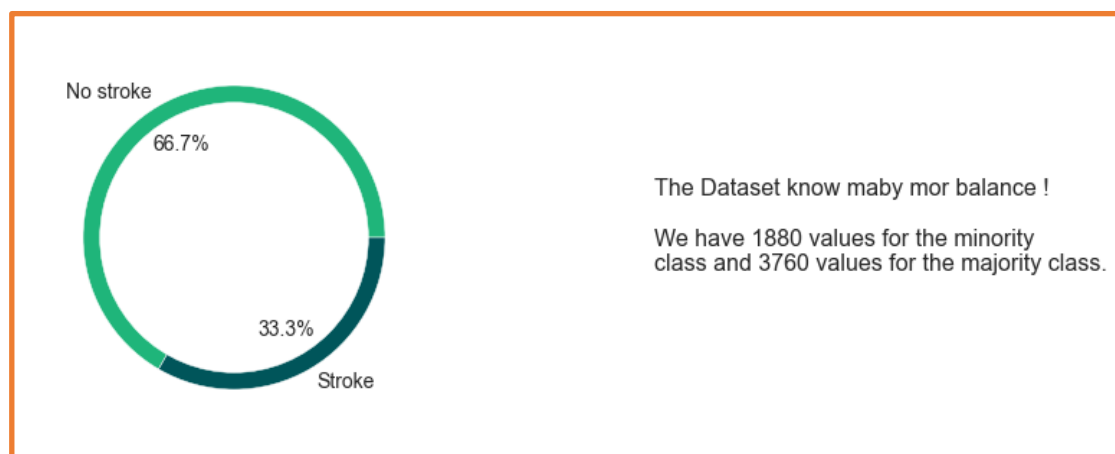 No stroke
66.7%
33.3%
Stroke
The Dataset know maby mor balance !
We have 1880 values for the minority
class and 3760 values for the majority class.